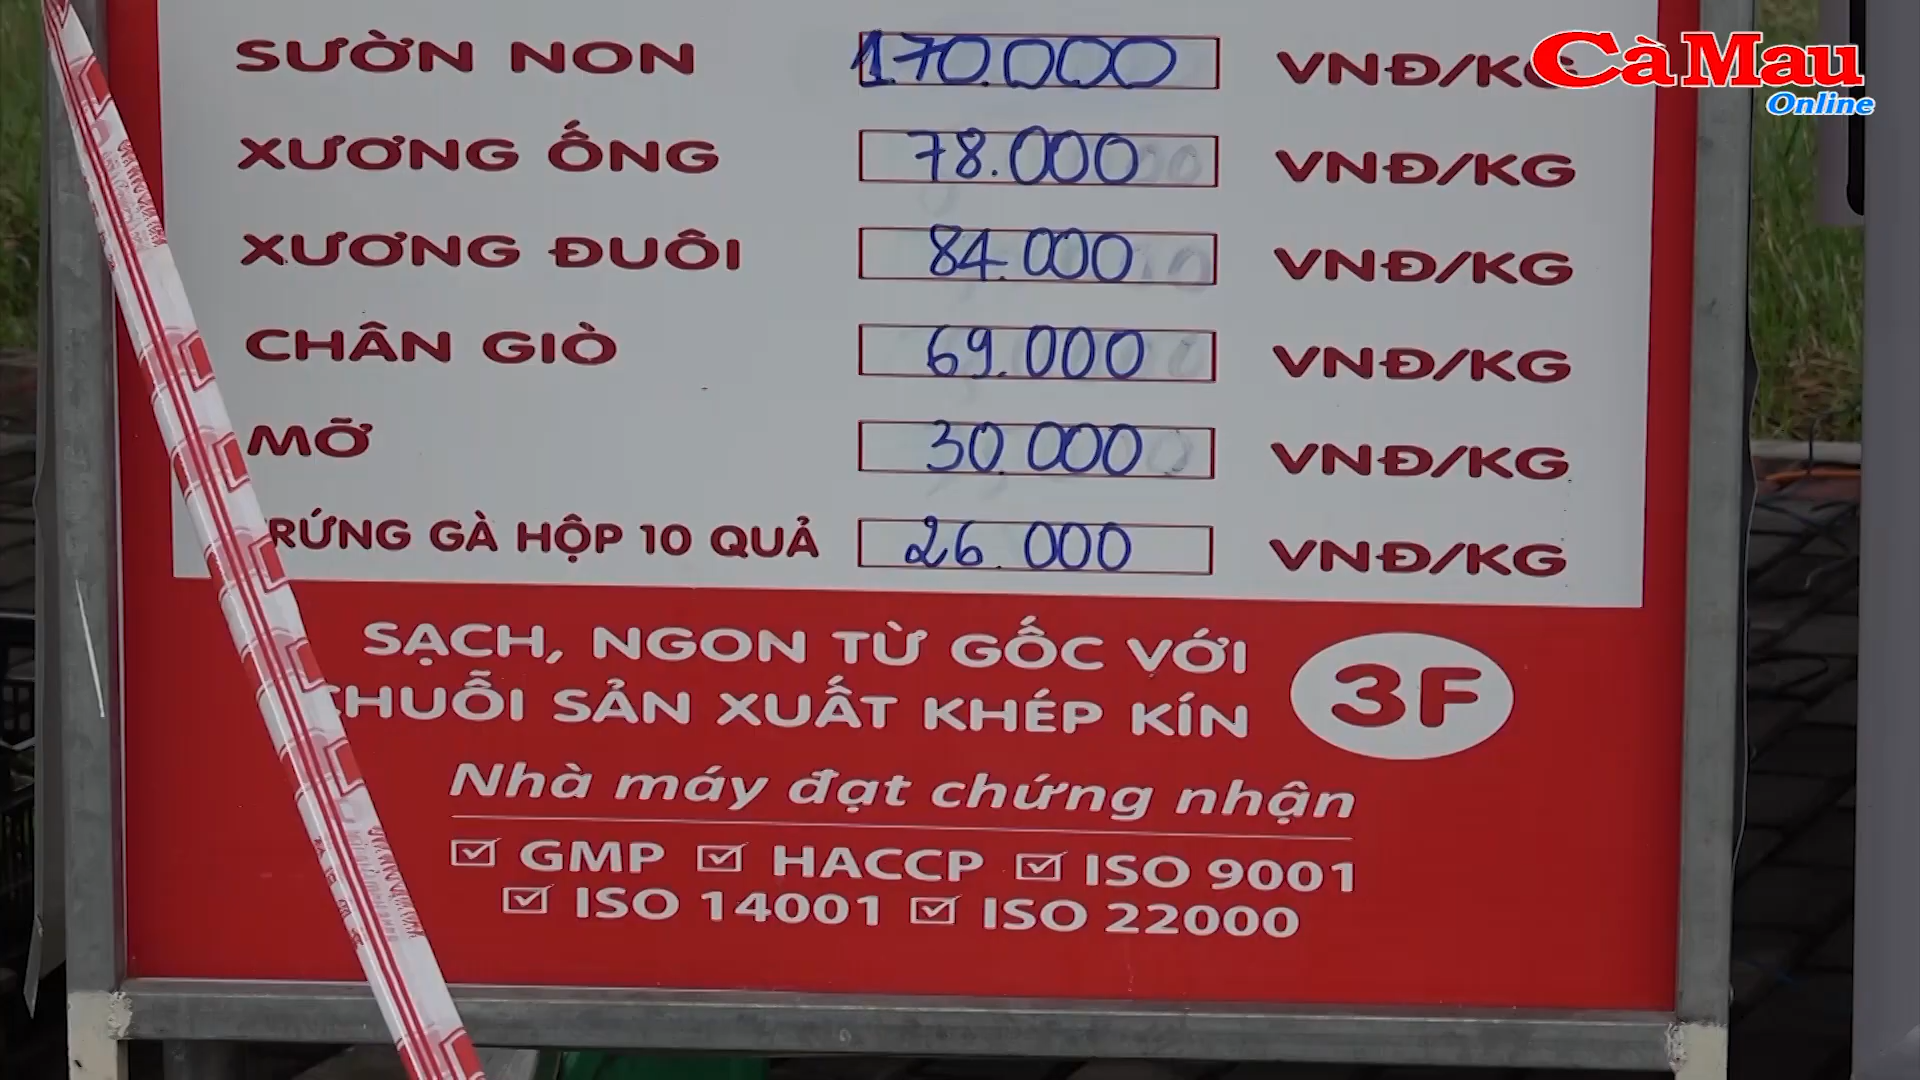 SƯỜN NON 170.000 VNĐ/KG
Cà Mau
Online
XƯƠNG ỐNG 78.000 VNĐ/KG
XƯƠNG ĐUÔI 84.000 VNĐ/KG
CHÂN GIÒ 69.000 VNĐ/KG
MỠ 30.000 VNĐ/KG
TRỨNG GÀ HỘP 10 QUẢ 26.000 VNĐ/KG
SẠCH, NGON TỪ GỐC VỚI
CHUỖI SẢN XUẤT KHÉP KÍN
3F
Nhà máy đạt chứng nhận
GMP HACCP ISO 9001
ISO 14001 ISO 22000